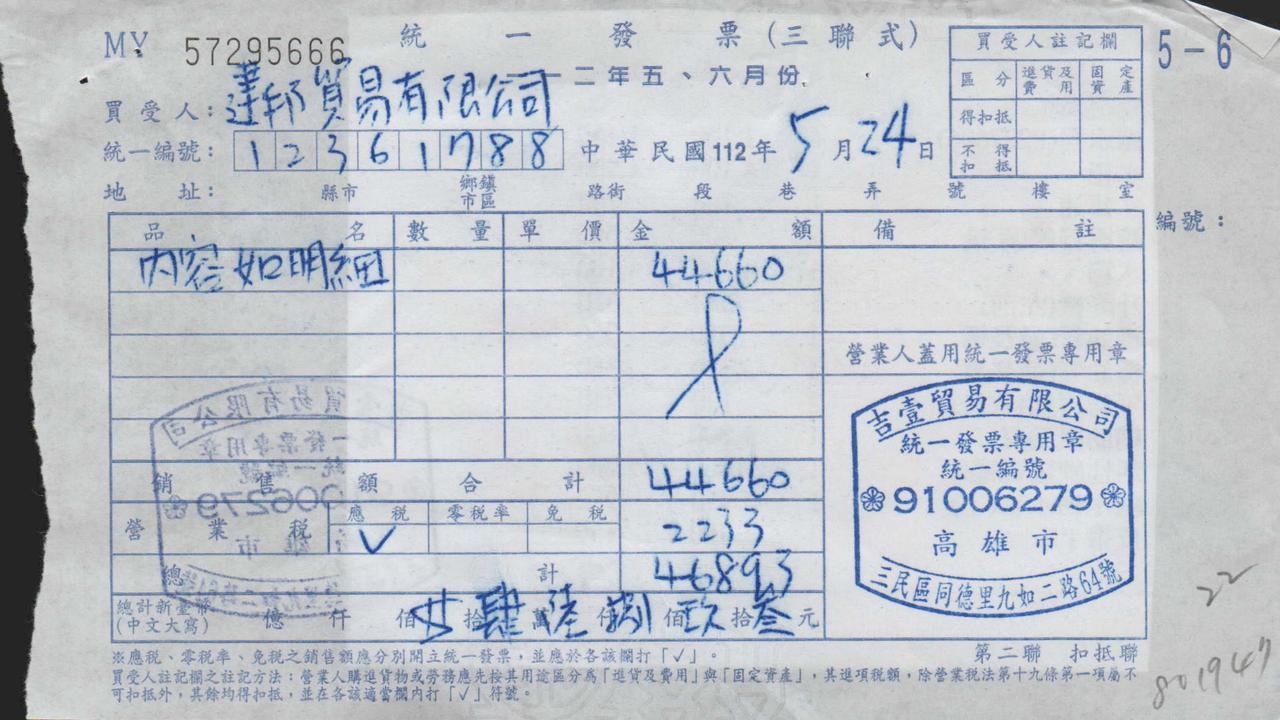 MY 57295666
統一發票(三聯式)
一二年五、六月份
5-6
買受人註記欄
區分 進貨及費用 固定資產
得扣抵
不得扣抵
買受人:達邦貿易有限公司
統一編號:12361788
中華民國112年5月24日
地址: 縣市 鄉鎮市區 路街 段 巷 弄 號 樓 室
品名 數量 單價 金額 備註
編號:
內容如明細 44660
營業人蓋用統一發票專用章
吉壹貿易有限公司
統一發票專用章
統一編號
91006279
高雄市
三民區同德里九如二路64號
銷售額合計 44660
營業稅 應稅 零稅率 免稅
✓ 2233
總計 46893
總計新臺幣
(中文大寫)
億 仟 佰 拾肆萬陸仟捌佰玖拾叁元
※應稅、零稅率、免稅之銷售額應分別開立統一發票,並應於各該欄打「✓」。
第二聯 扣抵聯
買受人註記欄之註記方法:營業人購進貨物或勞務應先按其用途區分為「進貨及費用」與「固定資產」,其進項稅額,除營業稅法第十九條第一項屬不
可扣抵外,其餘均得扣抵,並在各該適當欄內打「✓」符號。
22
801947